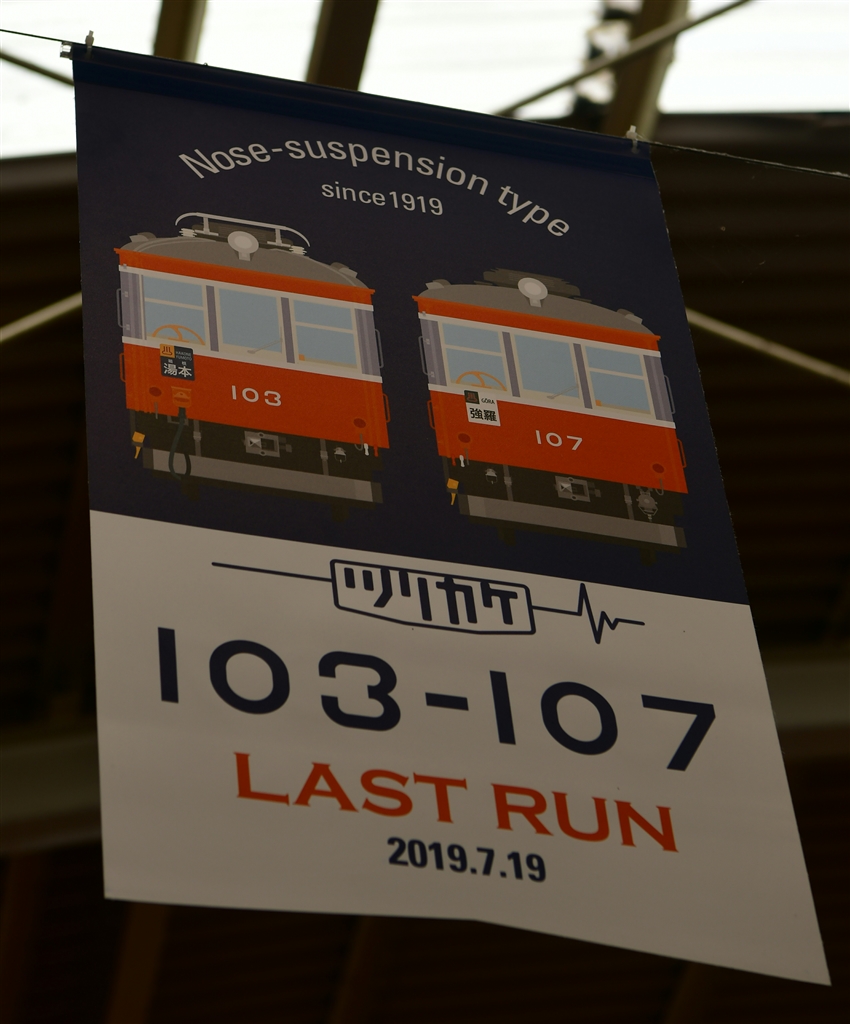 Nose-suspension type
since1919
湯本
103
GŌRA
強羅
107
ツリカケ
103-107
LAST RUN
2019.7.19